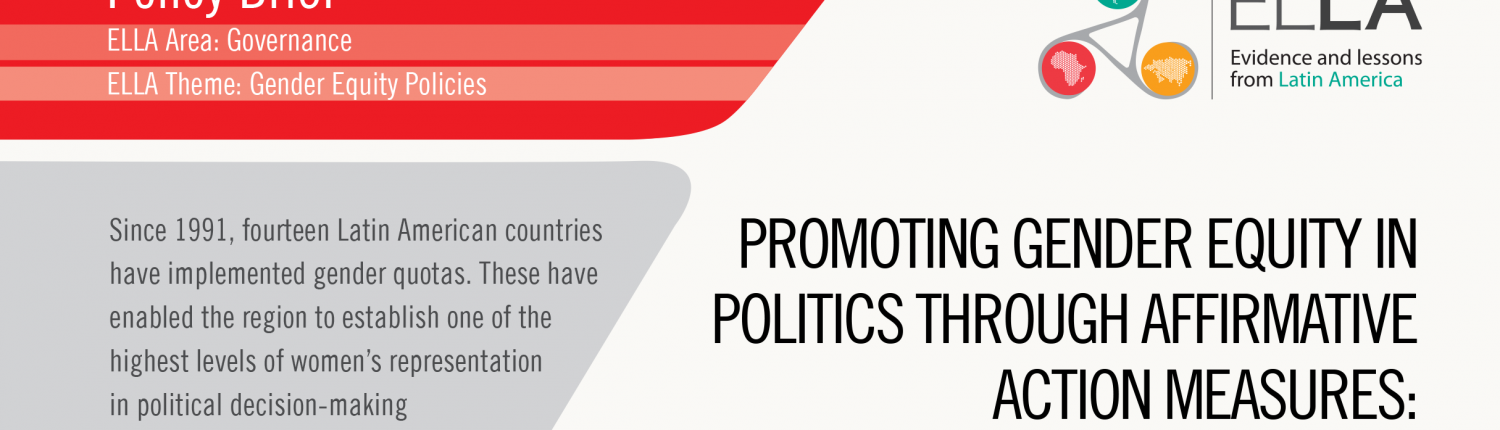 Policy Brief
ELLA Area: Governance
ELLA Theme: Gender Equity Policies
ELLA
Evidence and lessons
from Latin America
Since 1991, fourteen Latin American countries
have implemented gender quotas. These have
enabled the region to establish one of the
highest levels of women’s representation
in political decision-making
PROMOTING GENDER EQUITY IN
POLITICS THROUGH AFFIRMATIVE
ACTION MEASURES: